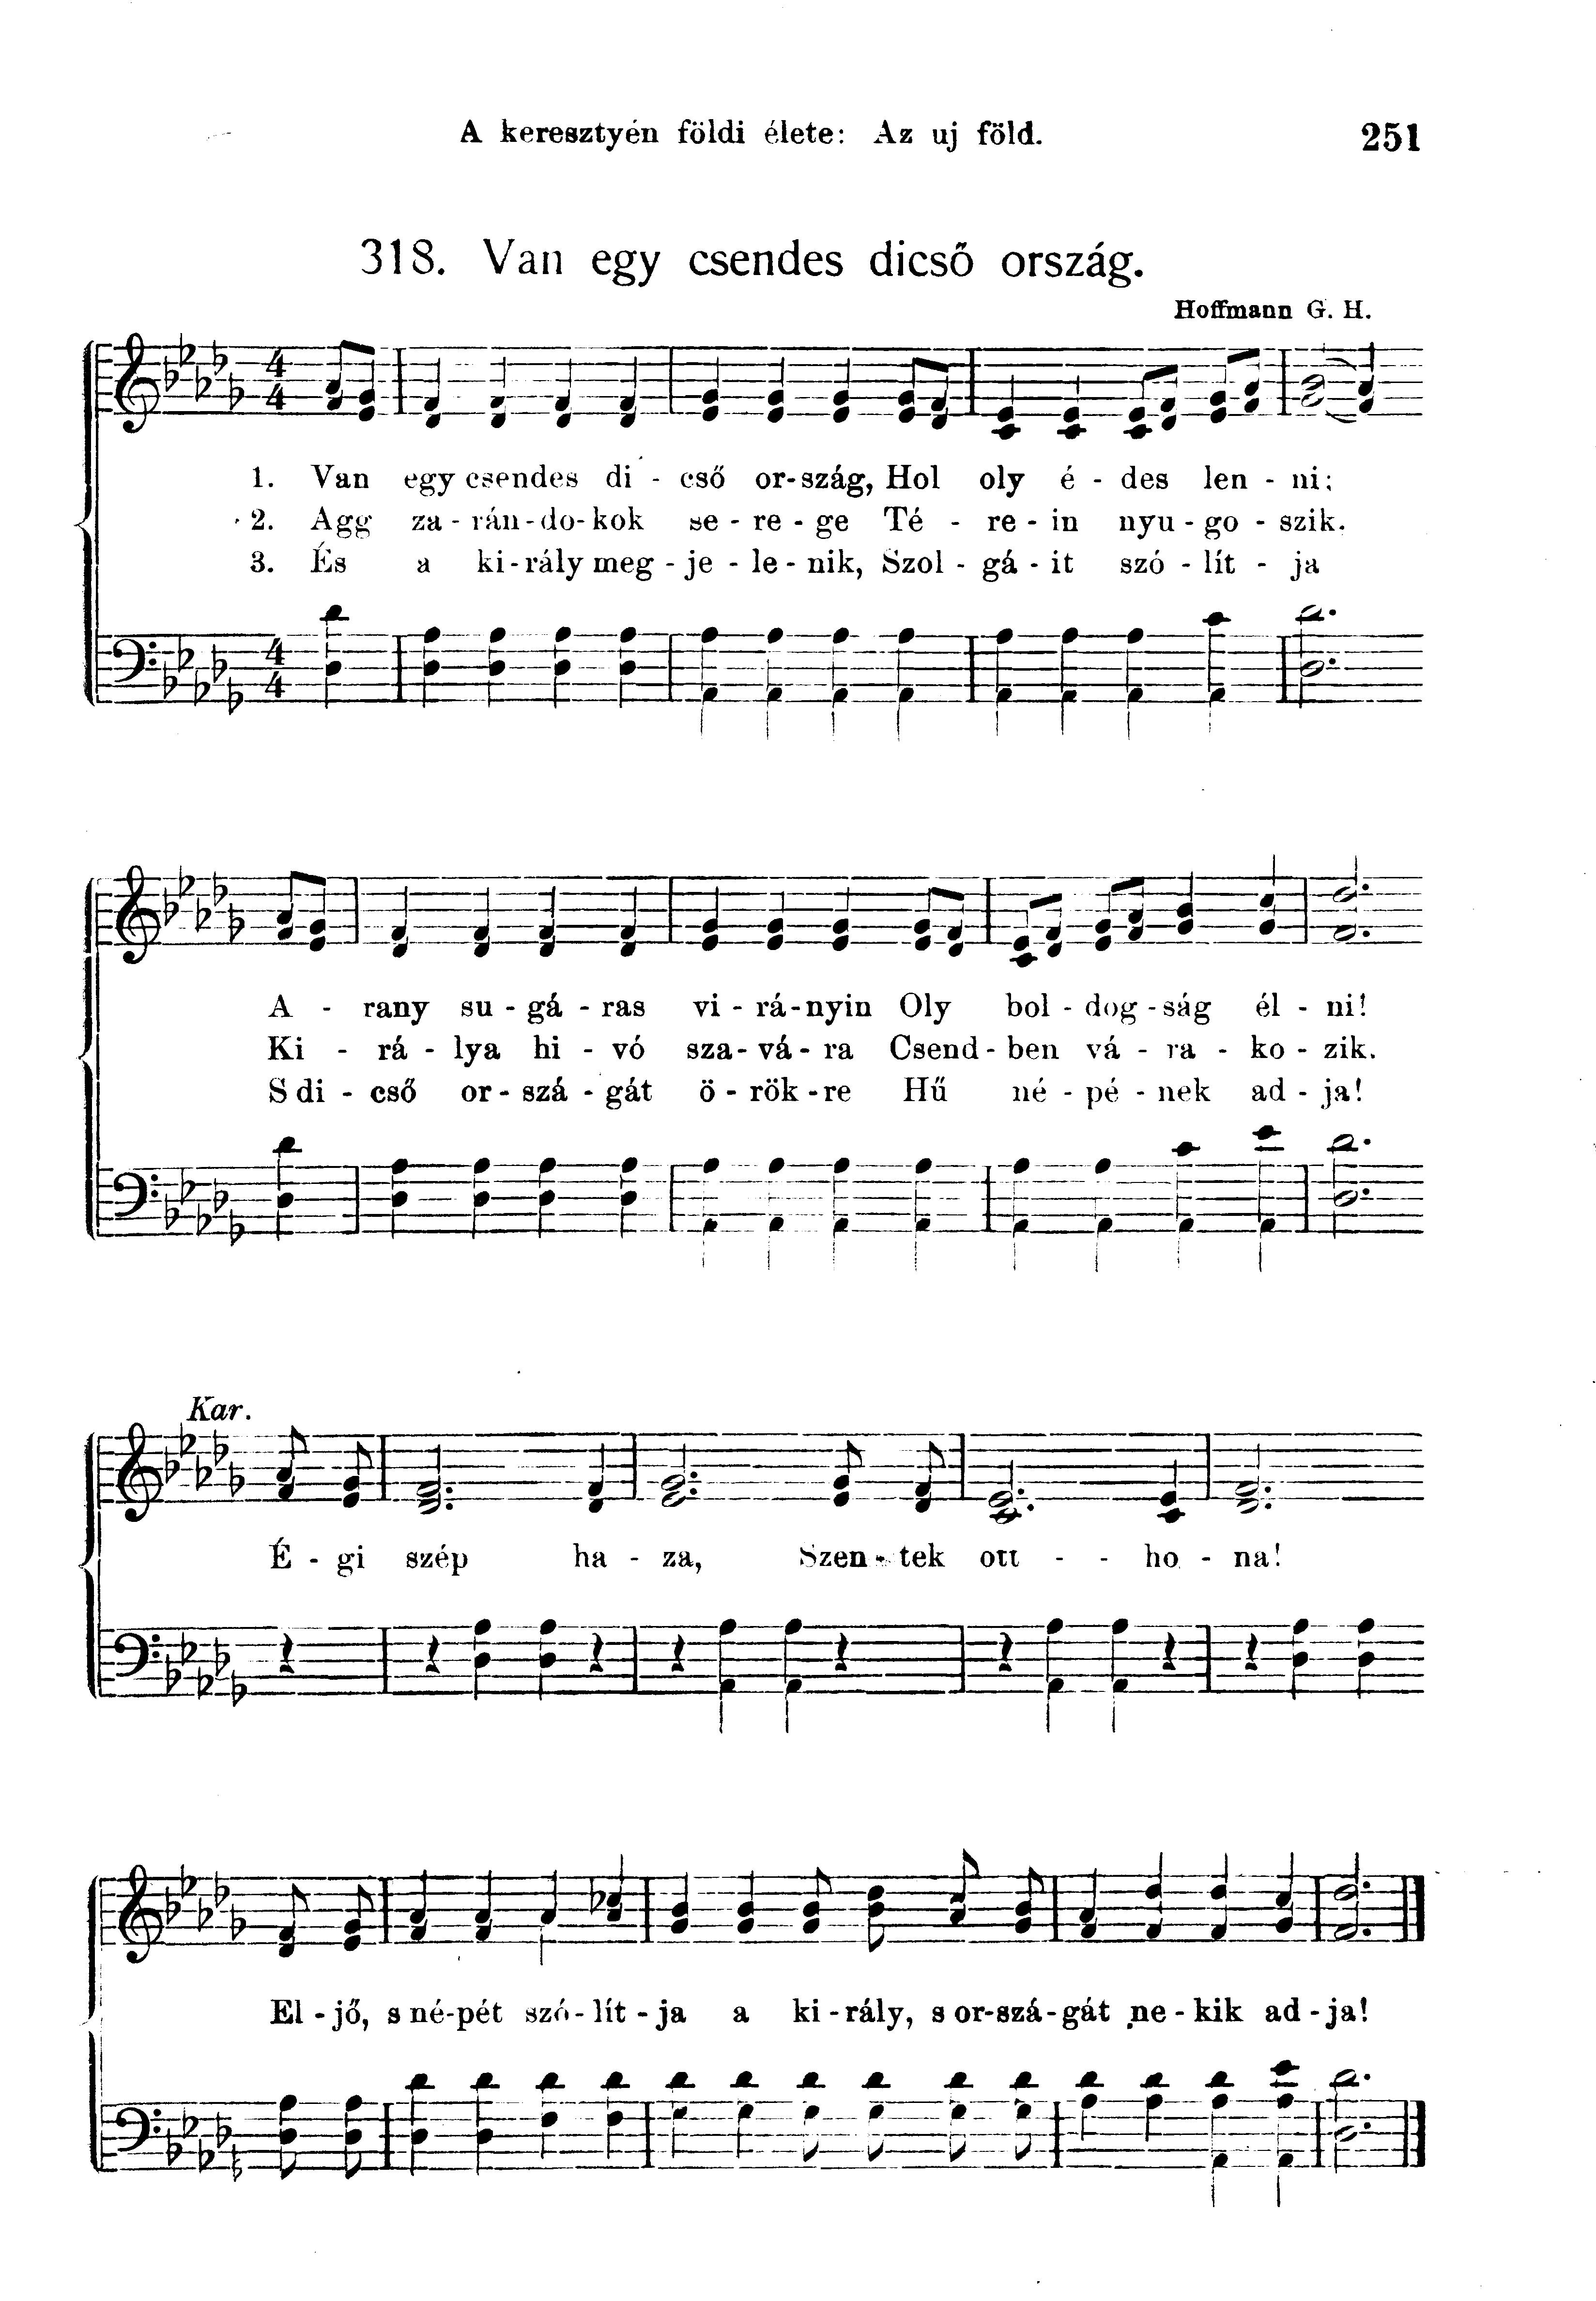 A keresztyén földi élete: Az uj föld. 251
318. Van egy csendes dicső ország.
Hoffmann G. H.
4/4
1. Van egy csendes di - cső or-szág, Hol oly é - des len - ni;
2. Agg za - rán - do - kok se - re - ge Té - re - in nyu - go - szik.
3. És a ki - rály meg - je - le - nik, Szol - gá - it szó - lít - ja
4/4
A - rany su - gá - ras vi - rá - nyin Oly bol - dog - ság él - ni!
Ki - rá - lya hi - vó sza - vá - ra Csend - ben vá - ra - ko - zik.
S di - cső or - szá - gát ö - rök - re Hű né - pé - nek ad - ja!
Kar.
É - gi szép ha - za, Szen - tek ott - - ho - na!
El - jő, s né-pét szó - lít - ja a ki - rály, s or-szá-gát ne - kik ad - ja!